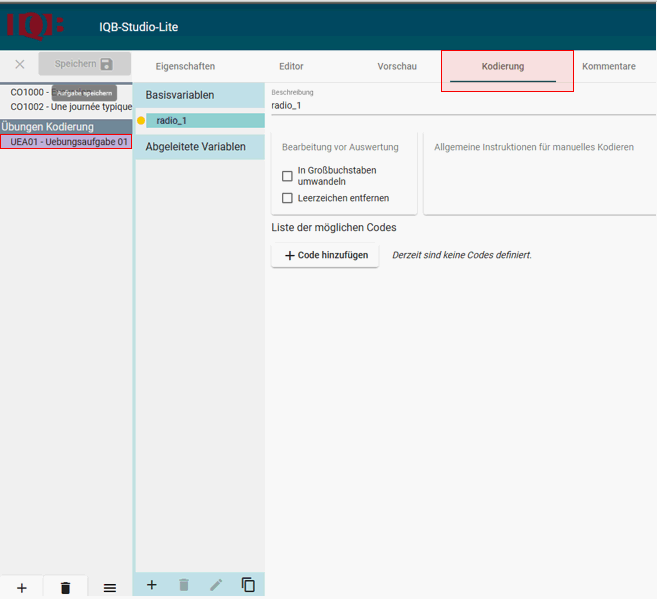 IQB:
IQB-Studio-Lite
Speichern
Eigenschaften
Editor
Vorschau
Kodierung
Kommentare
CO1000 - E
Aufgabe speichern
CO1002 - Une journée typique
Übungen Kodierung
UEA01 - Uebungsaufgabe 01
Basisvariablen
radio_1
Abgeleitete Variablen
Beschreibung
radio_1
Bearbeitung vor Auswertung
In Großbuchstaben
umwandeln
Leerzeichen entfernen
Allgemeine Instruktionen für manuelles Kodieren
Liste der möglichen Codes
Code hinzufügen
Derzeit sind keine Codes definiert.